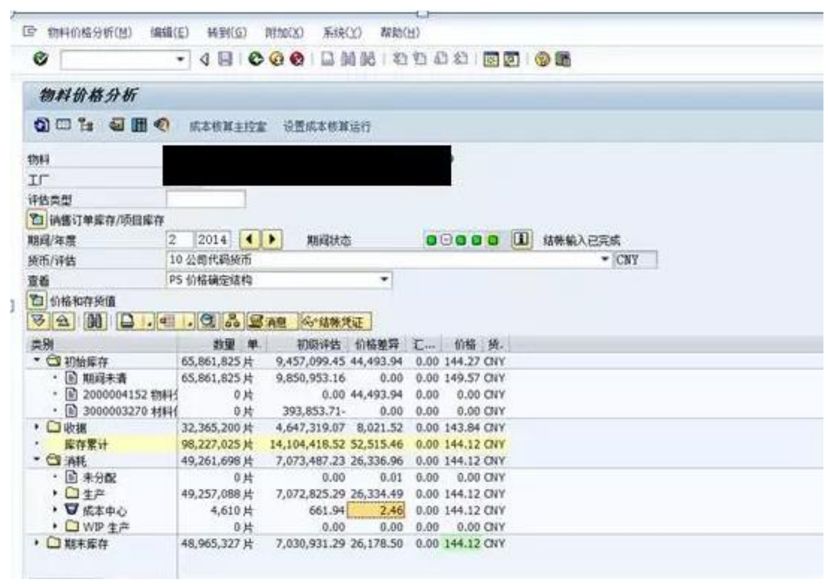 物料价格分析(M) 编辑(E) 转到(G) 附加(X) 系统(Y) 帮助(H)
物料价格分析
成本核算主控室 设置成本核算运行
物料
工厂
评估类型
销售订单库存/项目库存
期间/年度 2 2014 期间状态 结帐输入已完成
货币/评估 10 公司代码货币 CNY
查看 PS 价格确定结构
价格和存货值
消息 结帐凭证
类别 数量 单. 初级评估 价格差异 汇... 价格 货.
初始库存 65,861,825 片 9,457,099.45 44,493.94 0.00 144.27 CNY
期间未清 65,861,825 片 9,850,953.16 0.00 0.00 149.57 CNY
2000004152 物料 0 片 0.00 44,493.94 0.00 0.00 CNY
3000003270 材料 0 片 393,853.71- 0.00 0.00 0.00 CNY
收据 32,365,200 片 4,647,319.07 8,021.52 0.00 143.84 CNY
库存累计 98,227,025 片 14,104,418.52 52,515.46 0.00 144.12 CNY
消耗 49,261,698 片 7,073,487.23 26,336.96 0.00 144.12 CNY
未分配 0 片 0.00 0.01 0.00 0.00 CNY
生产 49,257,088 片 7,072,825.29 26,334.49 0.00 144.12 CNY
成本中心 4,610 片 661.94 2.46 0.00 144.12 CNY
WIP 生产 0 片 0.00 0.00 0.00 0.00 CNY
期末库存 48,965,327 片 7,030,931.29 26,178.50 0.00 144.12 CNY